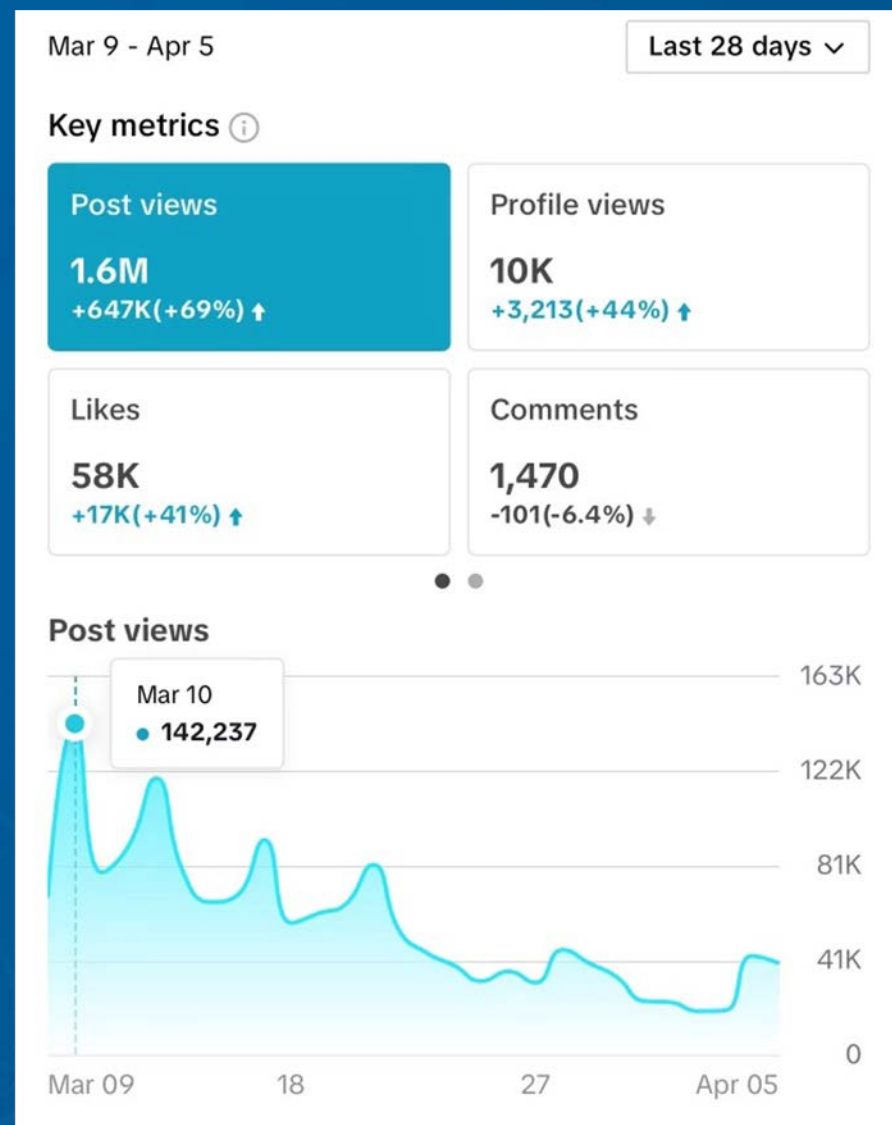 Mar 9 - Apr 5
Last 28 days
Key metrics
Post views
1.6M
+647K(+69%)
Profile views
10K
+3,213(+44%)
Likes
58K
+17K(+41%)
Comments
1,470
-101(-6.4%)
Post views
Mar 10
142,237
163K
122K
81K
41K
0
Mar 09 18 27 Apr 05